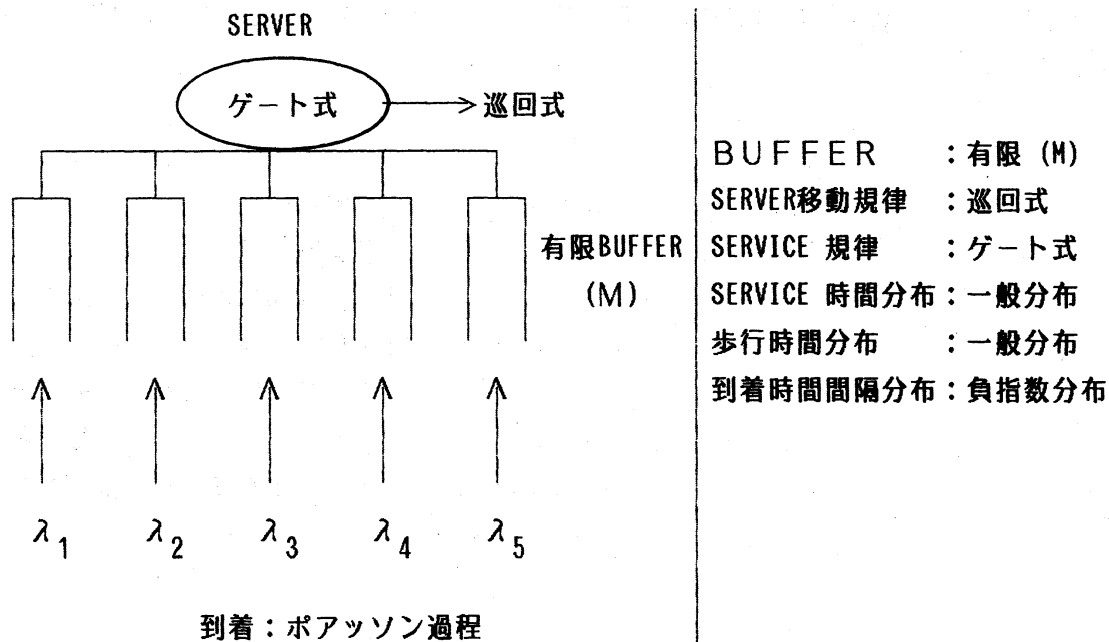 SERVER
ゲート式
巡回式
有限BUFFER
(M)
λ1 λ2 λ3 λ4 λ5
到着：ポアッソン過程
BUFFER ：有限 (M)
SERVER移動規律 ：巡回式
SERVICE 規律 ：ゲート式
SERVICE 時間分布：一般分布
歩行時間分布 ：一般分布
到着時間間隔分布：負指数分布